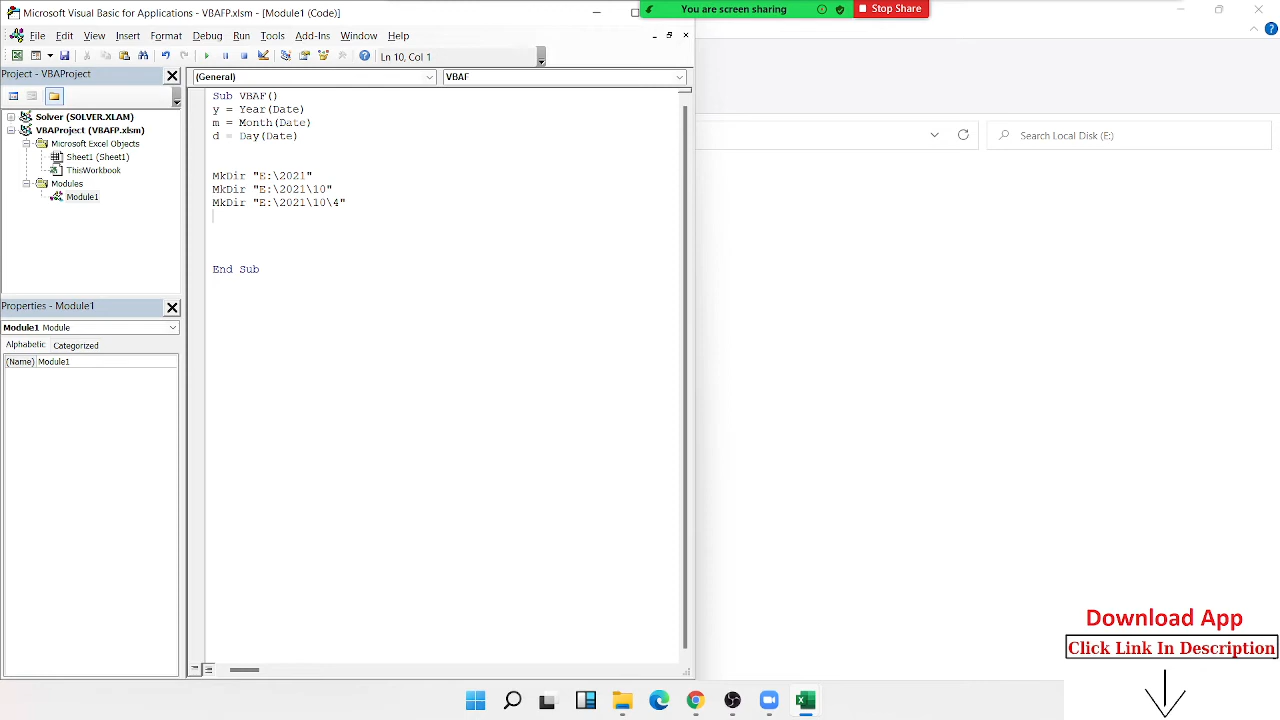 Microsoft Visual Basic for Applications - VBAFP.xlsm - [Module1 (Code)]
You are screen sharing
Stop Share
File Edit View Insert Format Debug Run Tools Add-Ins Window Help
Ln 10, Col 1
Project - VBAProject
(General)
VBAF
Solver (SOLVER.XLAM)
VBAProject (VBAFP.xlsm)
Microsoft Excel Objects
Sheet1 (Sheet1)
ThisWorkbook
Modules
Module1
Sub VBAF()
y = Year(Date)
m = Month(Date)
d = Day(Date)
MkDir "E:\2021"
MkDir "E:\2021\10"
MkDir "E:\2021\10\4"
End Sub
Search Local Disk (E:)
Properties - Module1
Module1 Module
Alphabetic Categorized
(Name) Module1
Download App
Click Link In Description